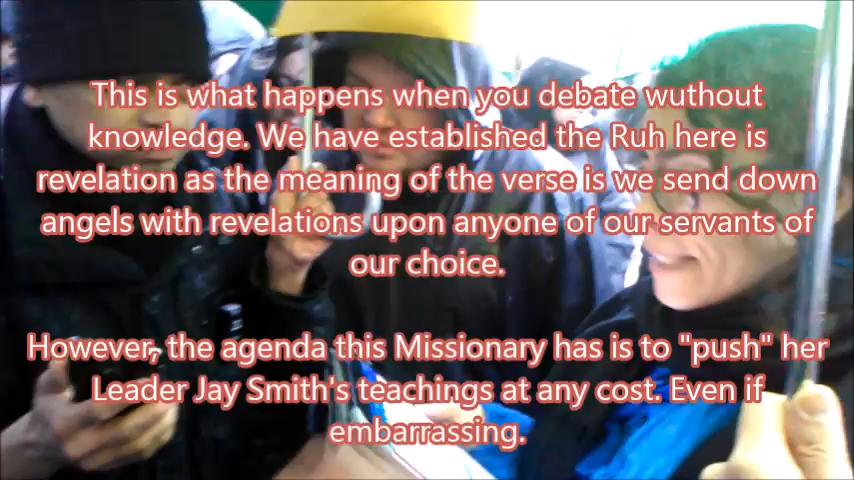 This is what happens when you debate wuthout
knowledge. We have established the Ruh here is
revelation as the meaning of the verse is we send down
angels with revelations upon anyone of our servants of
our choice.
However, the agenda this Missionary has is to "push" her
Leader Jay Smith's teachings at any cost. Even if
embarrassing.